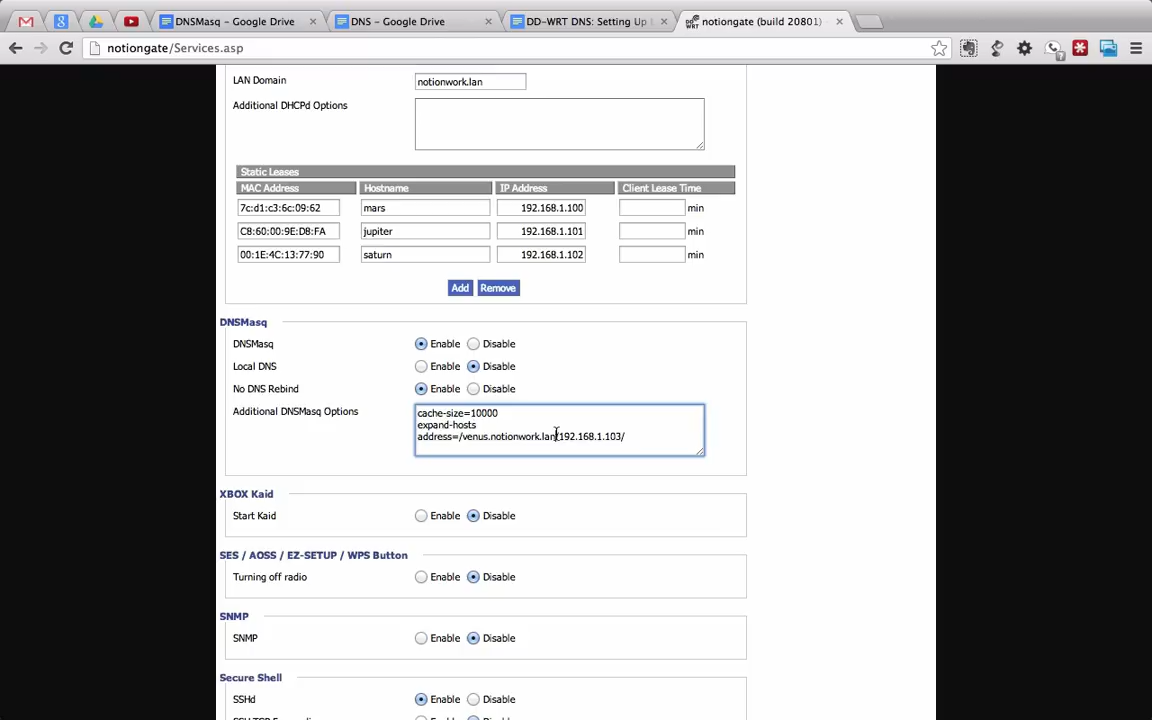 DNSMasq - Google Drive
DNS - Google Drive
DD-WRT DNS: Setting Up
notiongate (build 20801)
notiongate/Services.asp
LAN Domain
notionwork.lan
Additional DHCPd Options
Static Leases
MAC Address Hostname IP Address Client Lease Time
7c:d1:c3:6c:09:62 mars 192.168.1.100 min
C8:60:00:9E:D8:FA jupiter 192.168.1.101 min
00:1E:4C:13:77:90 saturn 192.168.1.102 min
Add Remove
DNSMasq
DNSMasq Enable Disable
Local DNS Enable Disable
No DNS Rebind Enable Disable
Additional DNSMasq Options
cache-size=10000
expand-hosts
address=/venus.notionwork.lan/192.168.1.103/
XBOX Kaid
Start Kaid Enable Disable
SES / AOSS / EZ-SETUP / WPS Button
Turning off radio Enable Disable
SNMP
SNMP Enable Disable
Secure Shell
SSHd Enable Disable